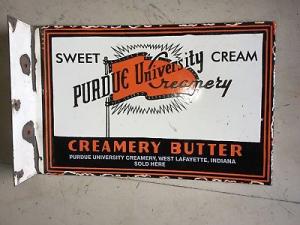 SWEET CREAM
PURDUE University
Creamery
CREAMERY BUTTER
PURDUE UNIVERSITY CREAMERY, WEST LAFAYETTE, INDIANA
SOLD HERE